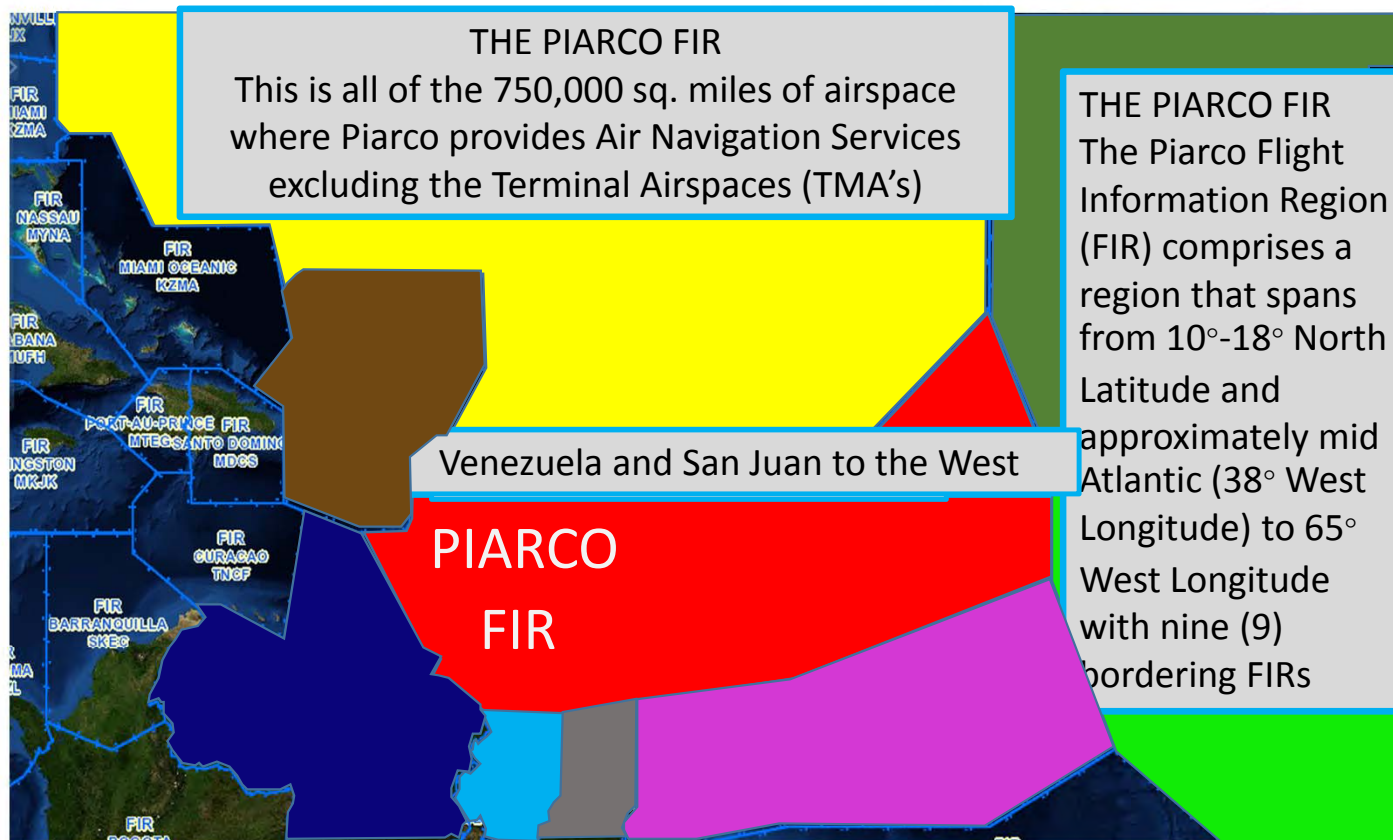 THE PIARCO FIR
This is all of the 750,000 sq. miles of airspace
where Piarco provides Air Navigation Services
excluding the Terminal Airspaces (TMA's)
THE PIARCO FIR
The Piarco Flight
Information Region
(FIR) comprises a
region that spans
from 10°-18° North
Latitude and
approximately mid
Atlantic (38° West
Longitude) to 65°
West Longitude
with nine (9)
bordering FIRs
Venezuela and San Juan to the West
PIARCO
FIR
FIR
MIAMI
KZMA
FIR
NASSAU
MYNA
FIR
MIAMI OCEANIC
KZMA
FIR
FIR
PORT-AU-PRINCE
MTEG
FIR
SANTO DOMINGO
MDCS
FIR
MKJK
FIR
CURACAO
TNCF
FIR
BARRANQUILLA
SKEC
FIR
FIR